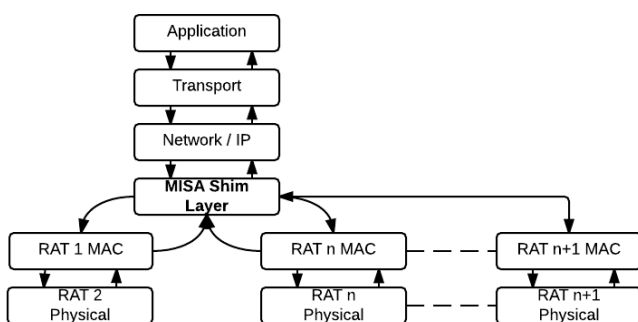 Application
Transport
Network / IP
MISA Shim
Layer
RAT 1 MAC
RAT n MAC
RAT n+1 MAC
RAT 2
Physical
RAT n
Physical
RAT n+1
Physical